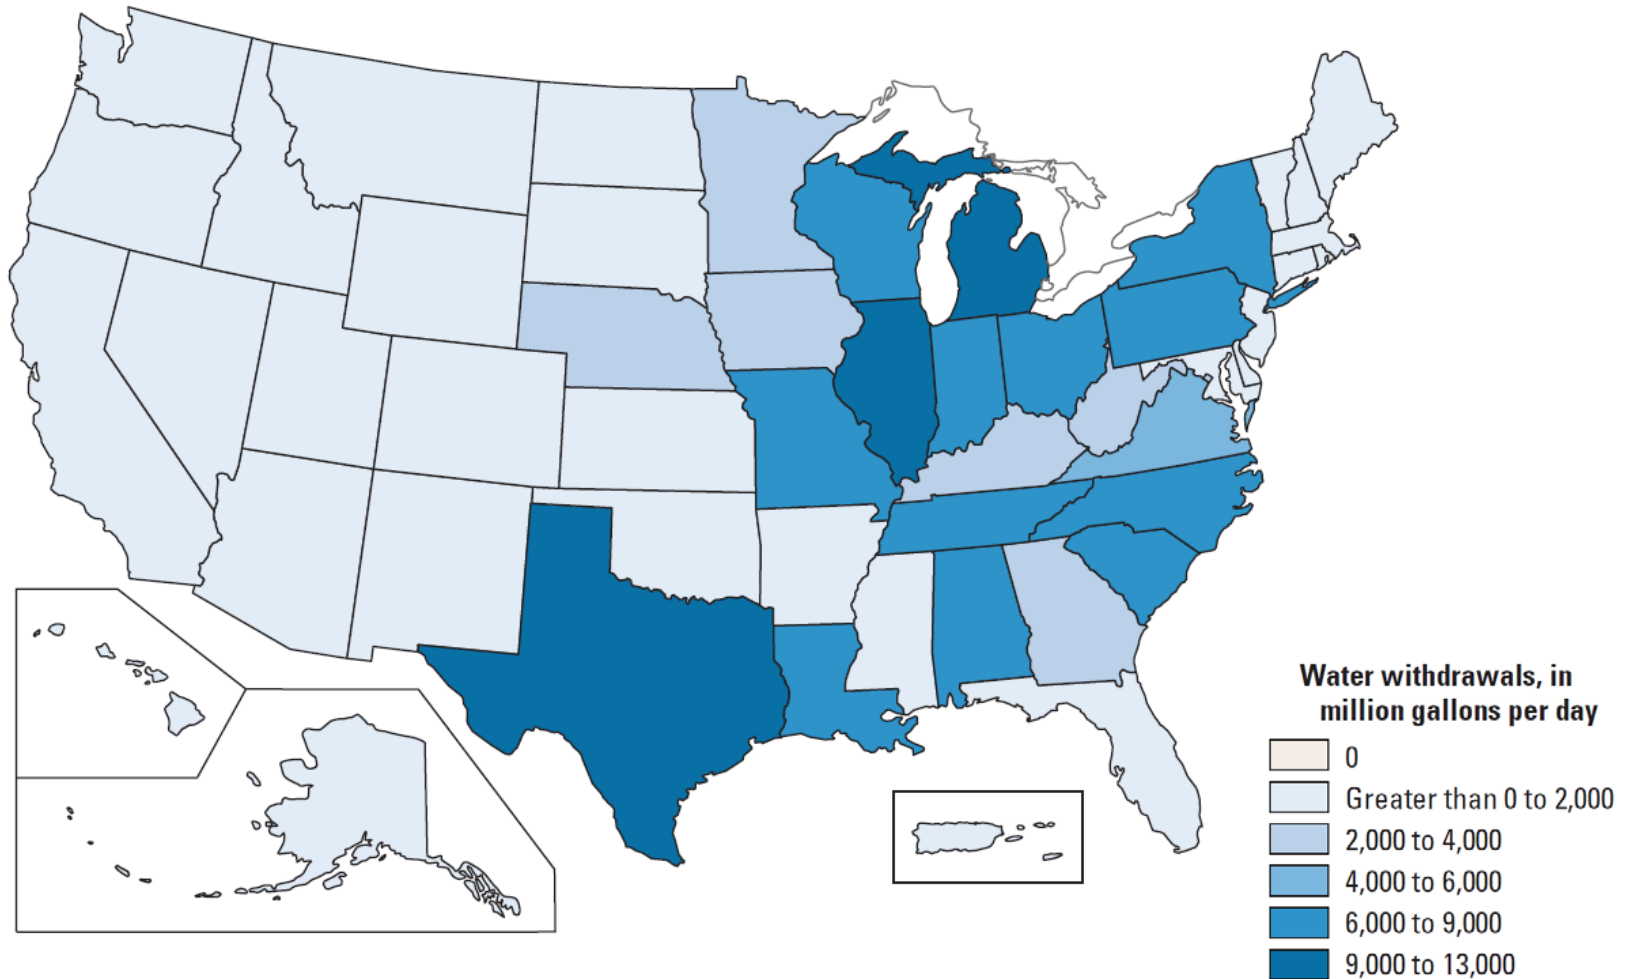 Water withdrawals, in
million gallons per day
0
Greater than 0 to 2,000
2,000 to 4,000
4,000 to 6,000
6,000 to 9,000
9,000 to 13,000